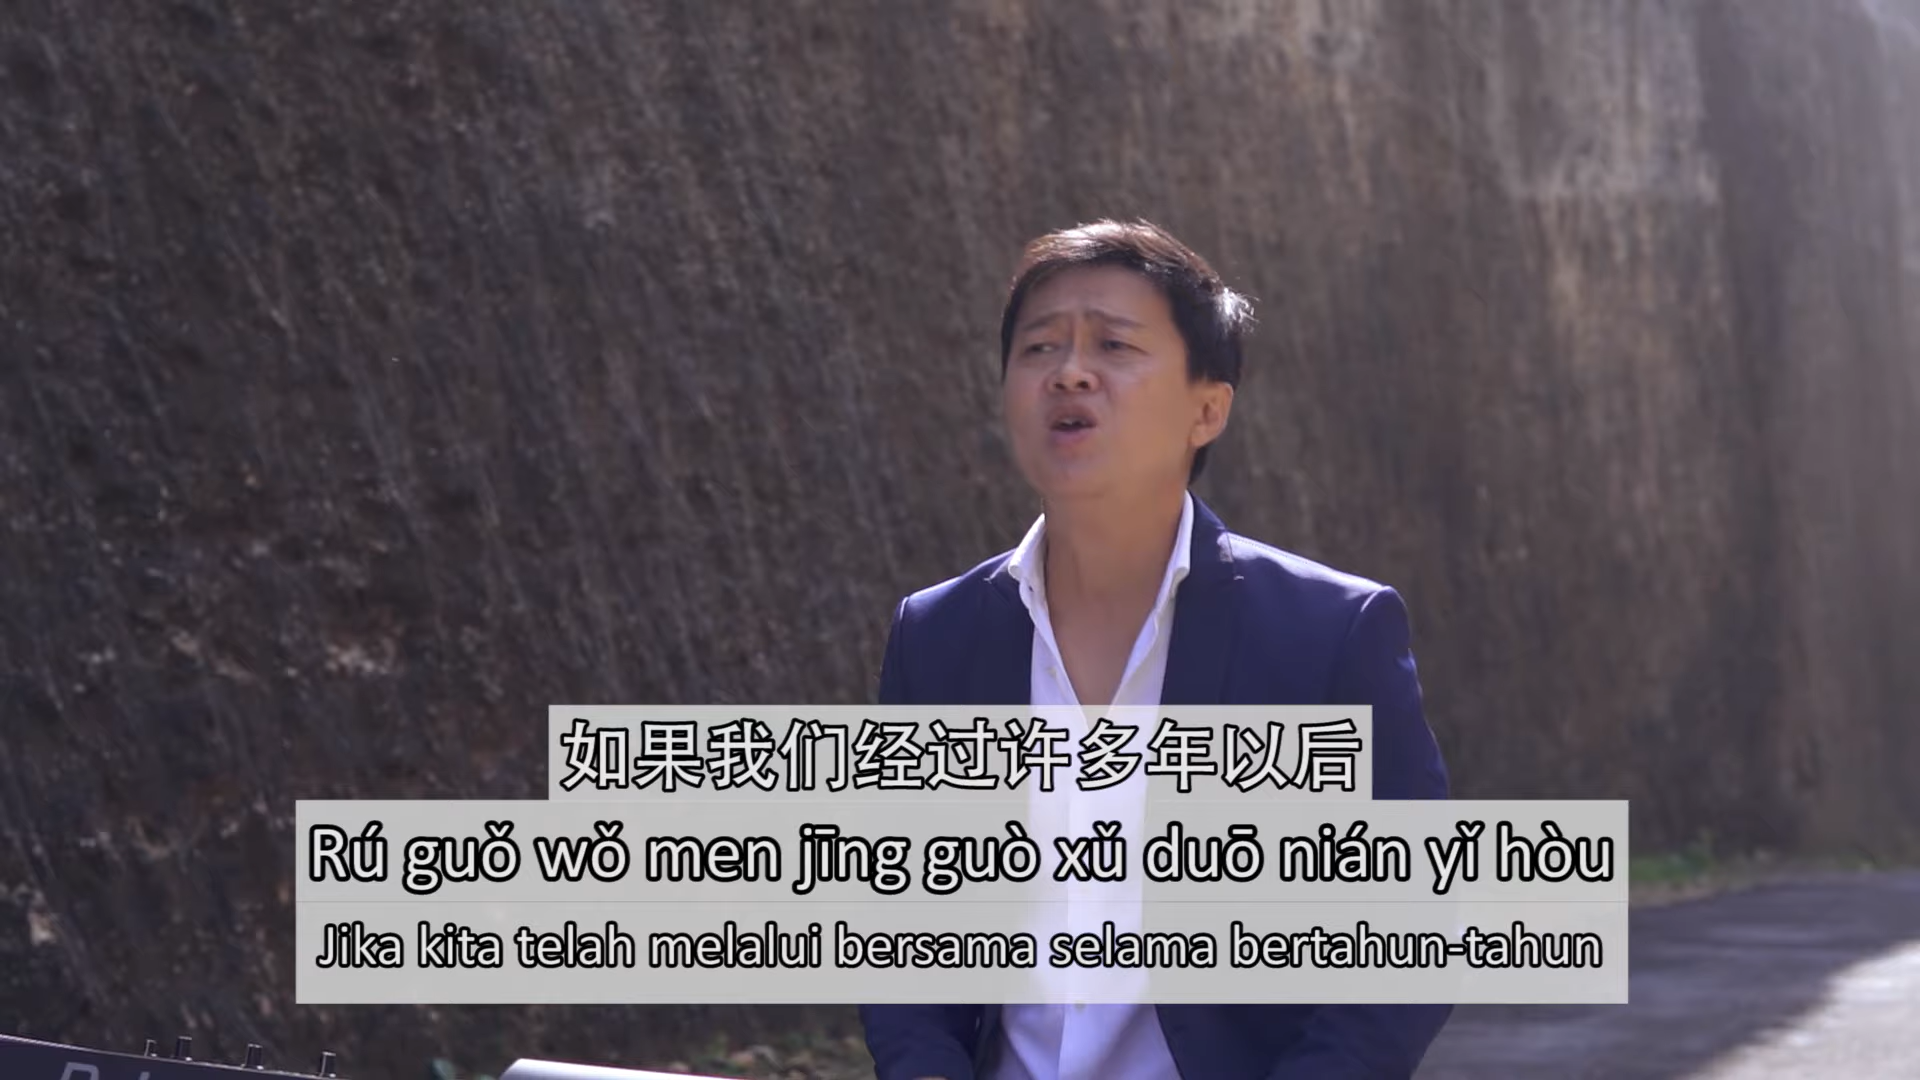 如果我们经过许多年以后
Rú guǒ wǒ men jīng guò xǔ duō nián yǐ hòu
Jika kita telah melalui bersama selama bertahun-tahun